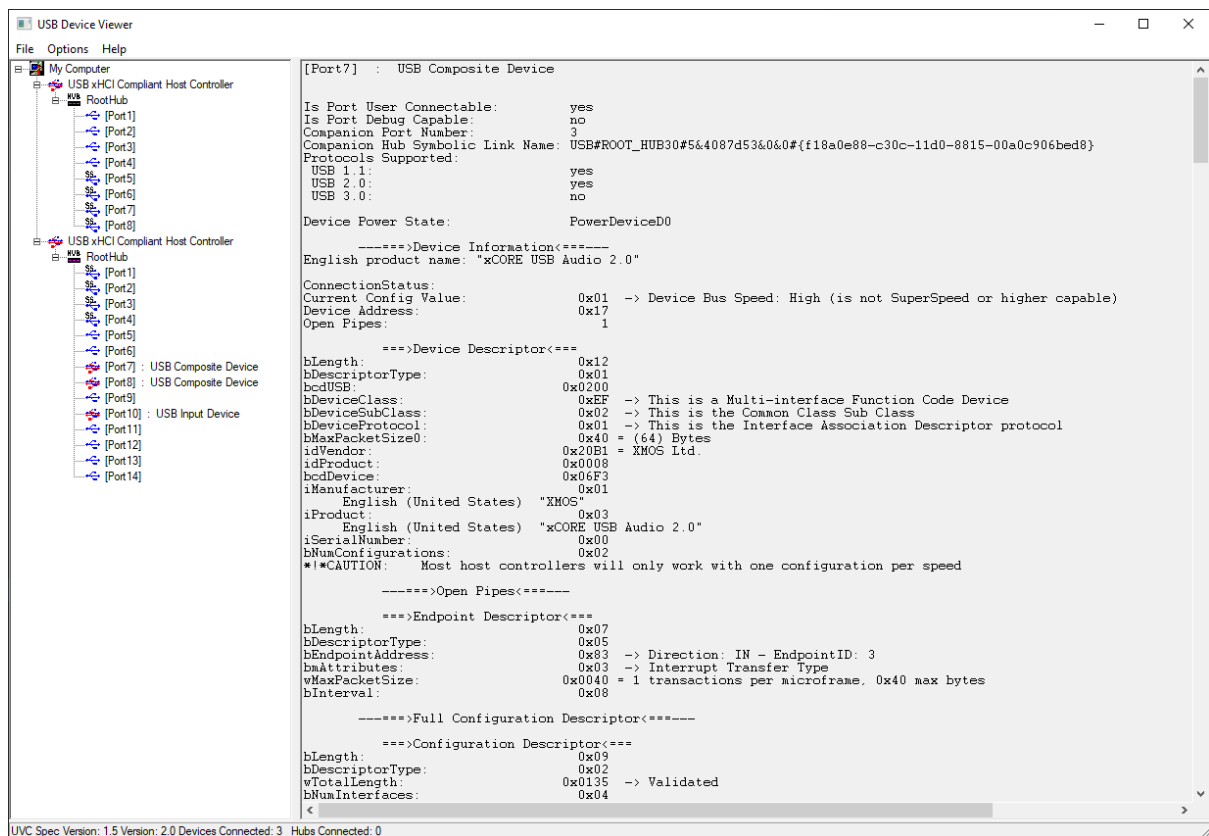 USB Device Viewer
File Options Help
My Computer
USB xHCI Compliant Host Controller
RootHub
[Port1]
[Port2]
[Port3]
[Port4]
[Port5]
[Port6]
[Port7]
[Port8]
USB xHCI Compliant Host Controller
RootHub
[Port1]
[Port2]
[Port3]
[Port4]
[Port5]
[Port6]
[Port7] : USB Composite Device
[Port8] : USB Composite Device
[Port9]
[Port10] : USB Input Device
[Port11]
[Port12]
[Port13]
[Port14]
[Port7] : USB Composite Device
Is Port User Connectable: yes
Is Port Debug Capable: no
Companion Port Number: 3
Companion Hub Symbolic Link Name: USB#ROOT_HUB30#5&4087d53&0&0#{f18a0e88-c30c-11d0-8815-00a0c906bed8}
Protocols Supported:
USB 1.1: yes
USB 2.0: yes
USB 3.0: no
Device Power State: PowerDeviceD0
---===>Device Information<===---
English product name: "xCORE USB Audio 2.0"
ConnectionStatus:
Current Config Value: 0x01 -> Device Bus Speed: High (is not SuperSpeed or higher capable)
Device Address: 0x17
Open Pipes: 1
===>Device Descriptor<===
bLength: 0x12
bDescriptorType: 0x01
bcdUSB: 0x0200
bDeviceClass: 0xEF -> This is a Multi-interface Function Code Device
bDeviceSubClass: 0x02 -> This is the Common Class Sub Class
bDeviceProtocol: 0x01 -> This is the Interface Association Descriptor protocol
bMaxPacketSize0: 0x40 = (64) Bytes
idVendor: 0x20B1 = XMOS Ltd.
idProduct: 0x0008
bcdDevice: 0x06F3
iManufacturer: 0x01
English (United States) "XMOS"
iProduct: 0x03
English (United States) "xCORE USB Audio 2.0"
iSerialNumber: 0x00
bNumConfigurations: 0x02
*!*CAUTION: Most host controllers will only work with one configuration per speed
---===>Open Pipes<===---
===>Endpoint Descriptor<===
bLength: 0x07
bDescriptorType: 0x05
bEndpointAddress: 0x83 -> Direction: IN - EndpointID: 3
bmAttributes: 0x03 -> Interrupt Transfer Type
wMaxPacketSize: 0x0040 = 1 transactions per microframe, 0x40 max bytes
bInterval: 0x08
---===>Full Configuration Descriptor<===---
===>Configuration Descriptor<===
bLength: 0x09
bDescriptorType: 0x02
wTotalLength: 0x0135 -> Validated
bNumInterfaces: 0x04
UVC Spec Version: 1.5 Version: 2.0 Devices Connected: 3 Hubs Connected: 0